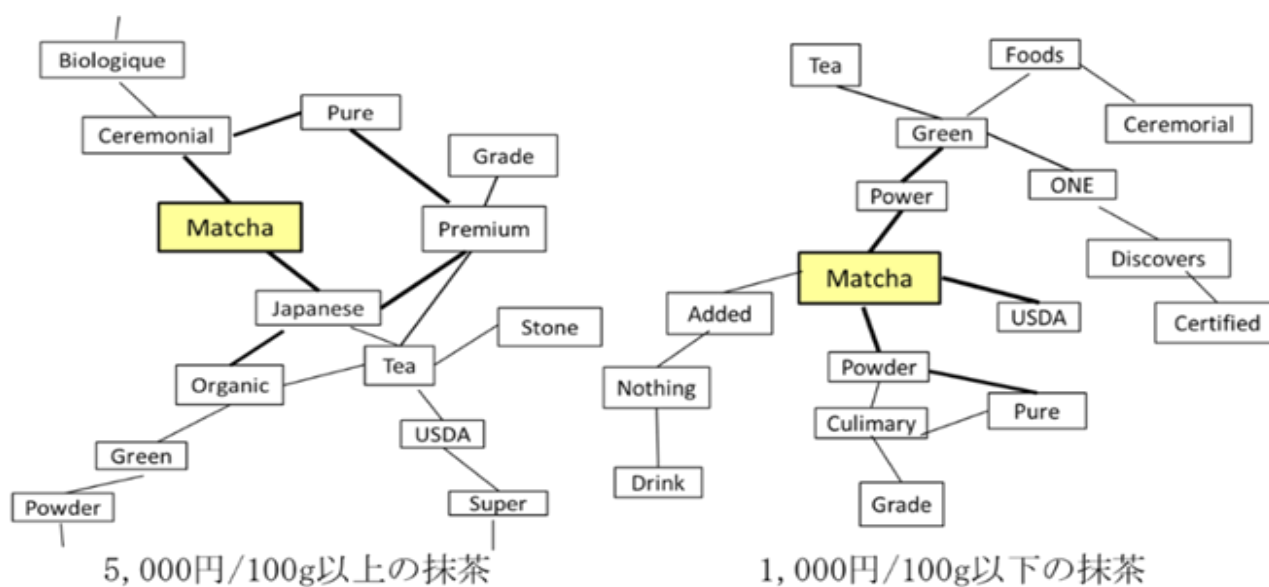 Biologique
Ceremonial
Pure
Grade
Matcha
Premium
Japanese
Stone
Tea
Organic
USDA
Green
Super
Powder
5,000円/100g以上の抹茶
Foods
Tea
Ceremorial
Green
ONE
Power
Discovers
Matcha
Added
USDA
Certified
Powder
Nothing
Pure
Culimary
Drink
Grade
1,000円/100g以下の抹茶